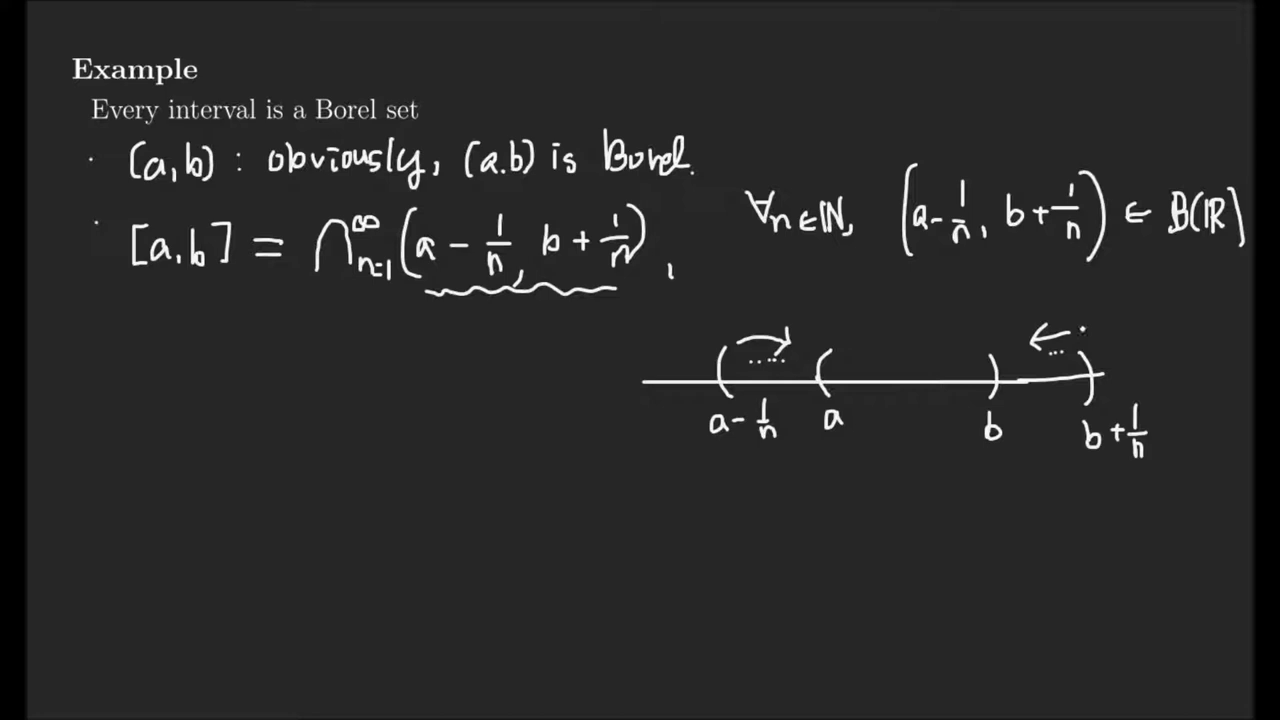 Example
Every interval is a Borel set
· (a,b) : obviously, (a.b) is Borel.
· [a,b] = ⋂_{n=1}^{∞} (a - 1/n, b + 1/n),
∀n∈ℕ, (a - 1/n, b + 1/n) ∈ B(ℝ)
( ..... ( ) ... )
a - 1/n a b b + 1/n